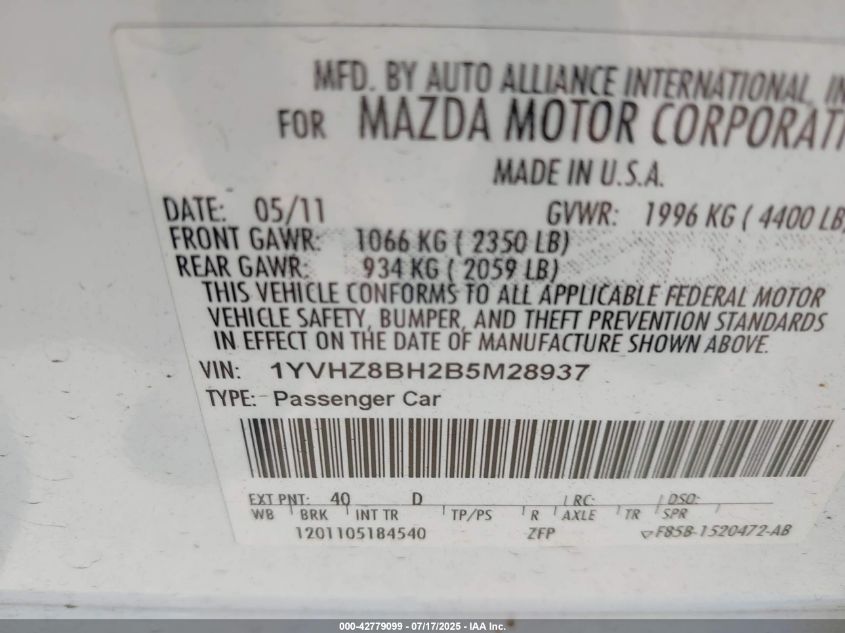 MFD. BY AUTO ALLIANCE INTERNATIONAL, IN
FOR MAZDA MOTOR CORPORATI
MADE IN U.S.A.
DATE: 05/11 GVWR: 1996 KG ( 4400 LB)
FRONT GAWR: 1066 KG ( 2350 LB)
REAR GAWR: 934 KG ( 2059 LB)
THIS VEHICLE CONFORMS TO ALL APPLICABLE FEDERAL MOTOR
VEHICLE SAFETY, BUMPER, AND THEFT PREVENTION STANDARDS
IN EFFECT ON THE DATE OF MANUFACTURE SHOWN ABOVE.
VIN: 1YVHZ8BH2B5M28937
TYPE: Passenger Car
EXT PNT: 40 D RC: DSO:
WB BRK INT TR TP/PS R AXLE TR SPR
1201105184540 ZFP F85B-1520472-AB
000-42779099 | 07/17/2025 - IAA Inc.